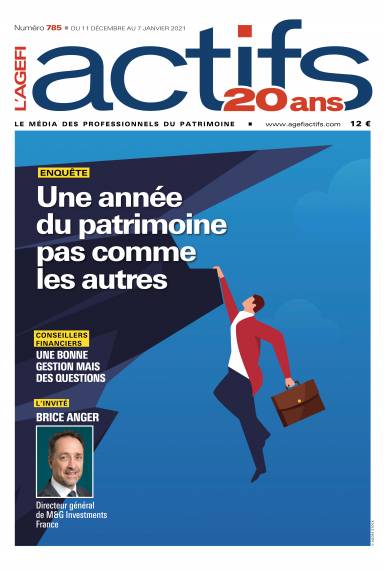 Numéro 785 ■ DU 11 DÉCEMBRE AU 7 JANVIER 2021
L'AGEFI
actifs
20 ans
LE MÉDIA DES PROFESSIONNELS DU PATRIMOINE ■ www.agefiactifs.com 12 €
ENQUÊTE
Une année
du patrimoine
pas comme
les autres
CONSEILLERS
FINANCIERS
UNE BONNE
GESTION MAIS
DES QUESTIONS
L'INVITÉ
BRICE ANGER
Directeur général
de M&G Investments
France